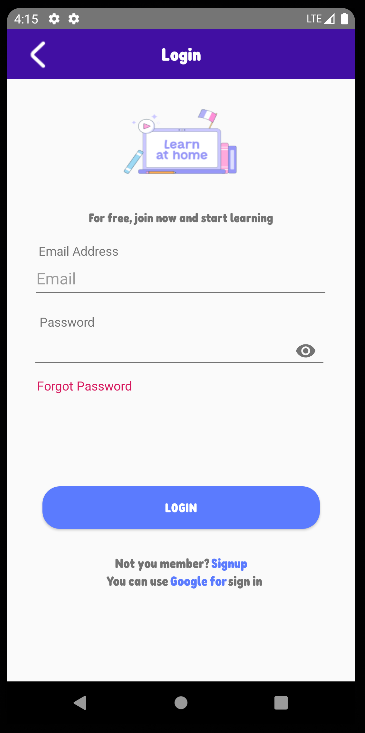 4:15 LTE
Login
Learn
at home
For free, join now and start learning
Email Address
Email
Password
Forgot Password
LOGIN
Not you member? Signup
You can use Google for sign in